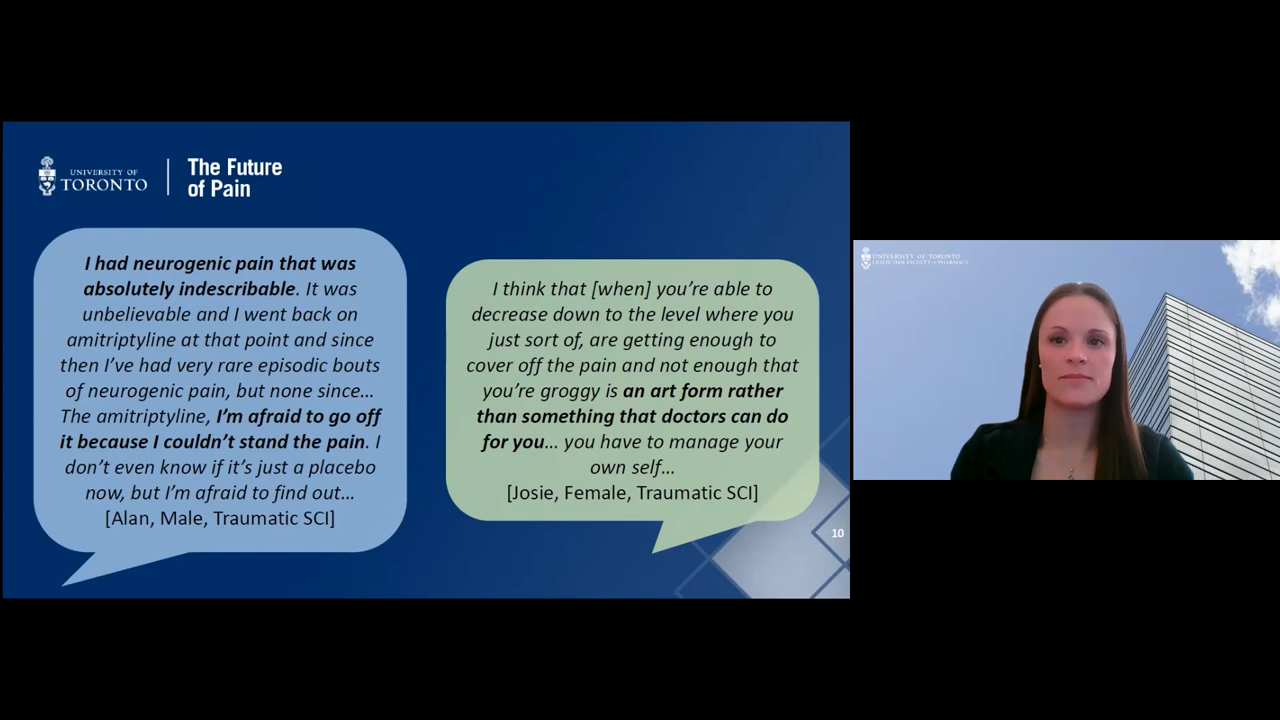 UNIVERSITY OF
TORONTO
The Future
of Pain
I had neurogenic pain that was
absolutely indescribable. It was
unbelievable and I went back on
amitriptyline at that point and since
then I've had very rare episodic bouts
of neurogenic pain, but none since…
The amitriptyline, I'm afraid to go off
it because I couldn't stand the pain. I
don't even know if it's just a placebo
now, but I'm afraid to find out…
[Alan, Male, Traumatic SCI]
I think that [when] you're able to
decrease down to the level where you
just sort of, are getting enough to
cover off the pain and not enough that
you're groggy is an art form rather
than something that doctors can do
for you… you have to manage your
own self…
[Josie, Female, Traumatic SCI]
10
UNIVERSITY OF TORONTO
LESLIE DAN FACULTY OF PHARMACY